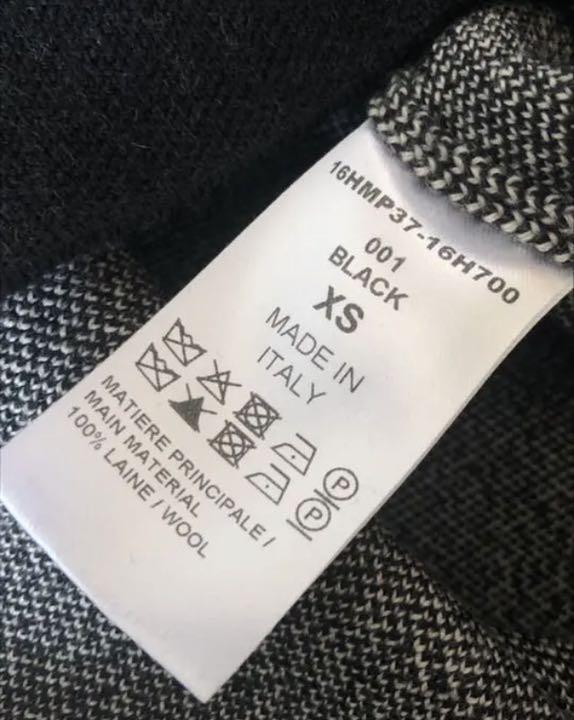 16HMP37-16H700
001
BLACK
XS
MADE IN
ITALY
P
P
MATIERE PRINCIPALE /
MAIN MATERIAL
100% LAINE / WOOL